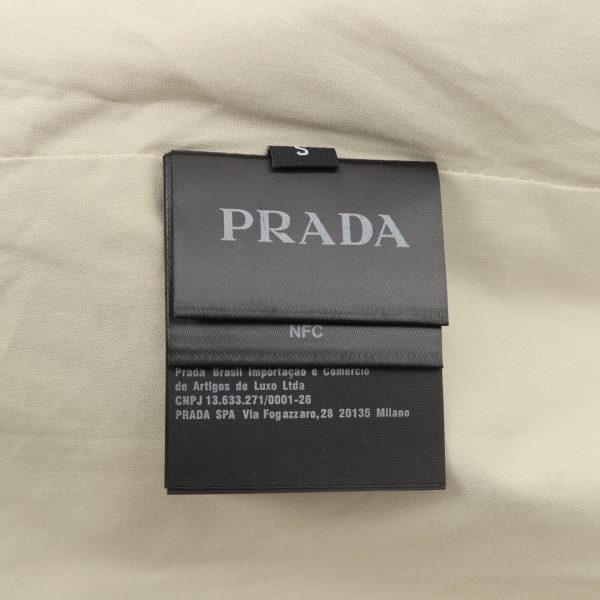 S
PRADA
NFC
Prada Brasil Importação e Comércio
de Artigos de Luxo Ltda
CNPJ 13.633.271/0001-26
PRADA SPA Via Fogazzaro,28 20135 Milano